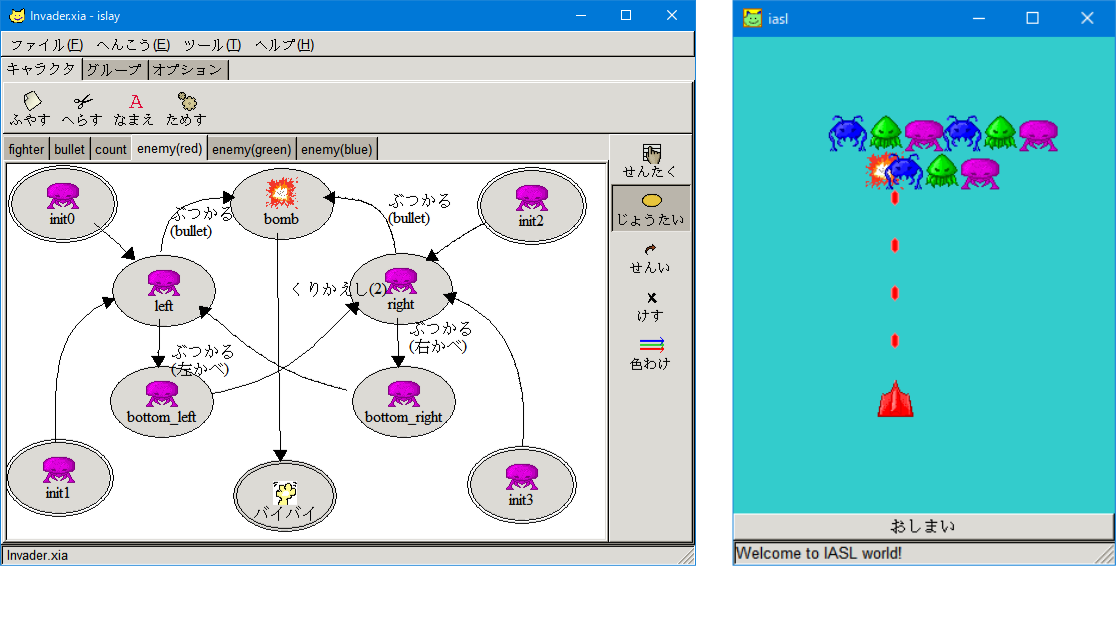 Invader.xia - islay
ファイル(F) へんこう(E) ツール(T) ヘルプ(H)
キャラクタ グループ オプション
ふやす へらす なまえ ためす
fighter bullet count enemy(red) enemy(green) enemy(blue)
init0
ぶつかる
(bullet)
bomb
ぶつかる
(bullet)
init2
left
くりかえし(2)
right
ぶつかる
(左かべ)
ぶつかる
(右かべ)
bottom_left
bottom_right
init1
バイバイ
init3
せんたく
じょうたい
せんい
けす
色わけ
Invader.xia
iasl
おしまい
Welcome to IASL world!